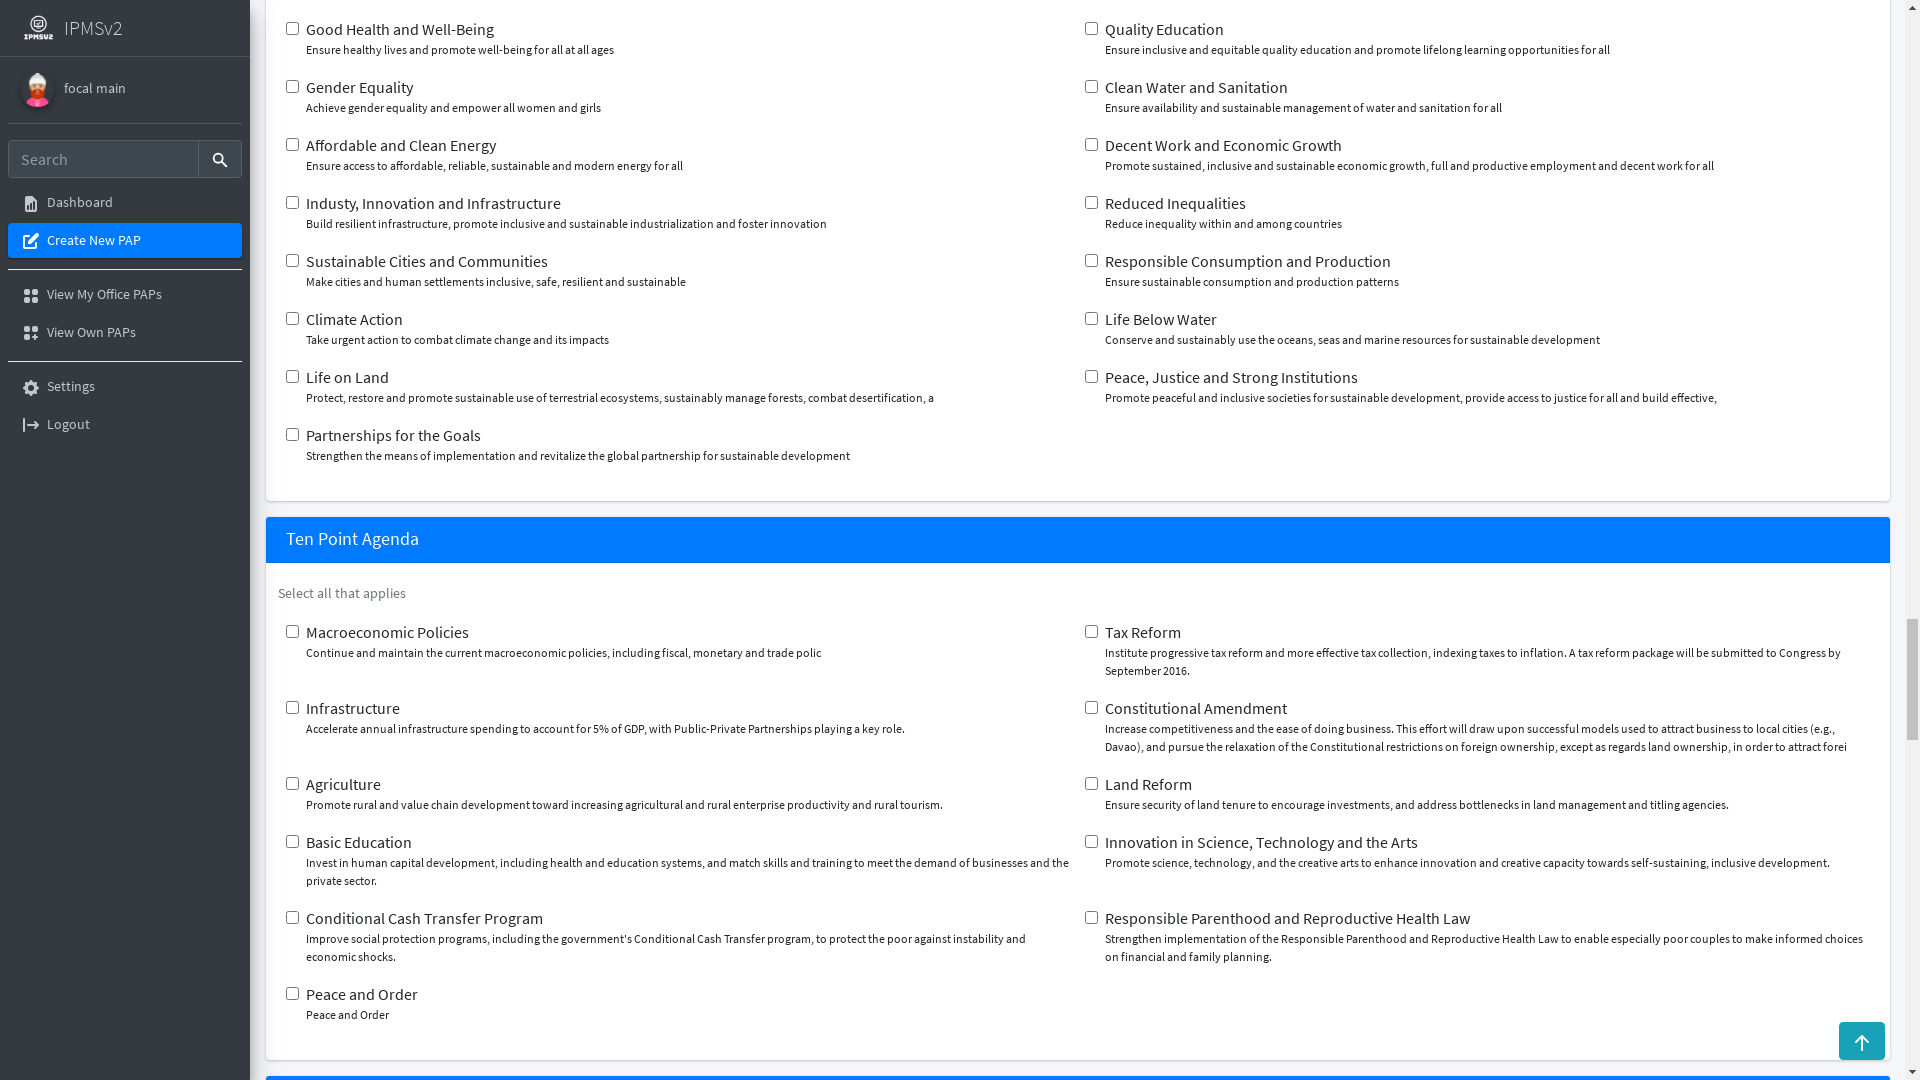 IPMSV2
IPMSv2
focal main
Search
Dashboard
Create New PAP
View My Office PAPs
View Own PAPs
Settings
Logout
Good Health and Well-Being
Ensure healthy lives and promote well-being for all at all ages
Quality Education
Ensure inclusive and equitable quality education and promote lifelong learning opportunities for all
Gender Equality
Achieve gender equality and empower all women and girls
Clean Water and Sanitation
Ensure availability and sustainable management of water and sanitation for all
Affordable and Clean Energy
Ensure access to affordable, reliable, sustainable and modern energy for all
Decent Work and Economic Growth
Promote sustained, inclusive and sustainable economic growth, full and productive employment and decent work for all
Industy, Innovation and Infrastructure
Build resilient infrastructure, promote inclusive and sustainable industrialization and foster innovation
Reduced Inequalities
Reduce inequality within and among countries
Sustainable Cities and Communities
Make cities and human settlements inclusive, safe, resilient and sustainable
Responsible Consumption and Production
Ensure sustainable consumption and production patterns
Climate Action
Take urgent action to combat climate change and its impacts
Life Below Water
Conserve and sustainably use the oceans, seas and marine resources for sustainable development
Life on Land
Protect, restore and promote sustainable use of terrestrial ecosystems, sustainably manage forests, combat desertification, a
Peace, Justice and Strong Institutions
Promote peaceful and inclusive societies for sustainable development, provide access to justice for all and build effective,
Partnerships for the Goals
Strengthen the means of implementation and revitalize the global partnership for sustainable development
Ten Point Agenda
Select all that applies
Macroeconomic Policies
Continue and maintain the current macroeconomic policies, including fiscal, monetary and trade polic
Tax Reform
Institute progressive tax reform and more effective tax collection, indexing taxes to inflation. A tax reform package will be submitted to Congress by
September 2016.
Infrastructure
Accelerate annual infrastructure spending to account for 5% of GDP, with Public-Private Partnerships playing a key role.
Constitutional Amendment
Increase competitiveness and the ease of doing business. This effort will draw upon successful models used to attract business to local cities (e.g.,
Davao), and pursue the relaxation of the Constitutional restrictions on foreign ownership, except as regards land ownership, in order to attract forei
Agriculture
Promote rural and value chain development toward increasing agricultural and rural enterprise productivity and rural tourism.
Land Reform
Ensure security of land tenure to encourage investments, and address bottlenecks in land management and titling agencies.
Basic Education
Invest in human capital development, including health and education systems, and match skills and training to meet the demand of businesses and the
private sector.
Innovation in Science, Technology and the Arts
Promote science, technology, and the creative arts to enhance innovation and creative capacity towards self-sustaining, inclusive development.
Conditional Cash Transfer Program
Improve social protection programs, including the government's Conditional Cash Transfer program, to protect the poor against instability and
economic shocks.
Responsible Parenthood and Reproductive Health Law
Strengthen implementation of the Responsible Parenthood and Reproductive Health Law to enable especially poor couples to make informed choices
on financial and family planning.
Peace and Order
Peace and Order